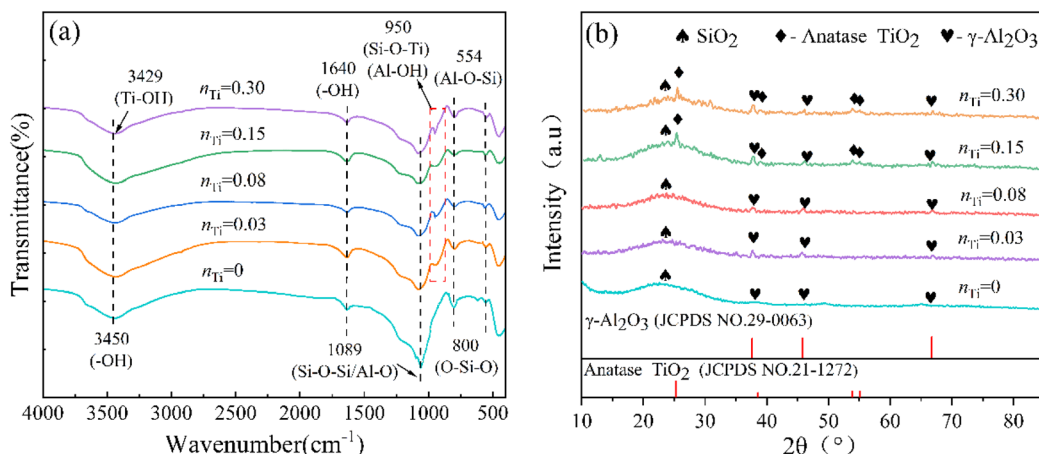 (a)
950
(Si-O-Ti)
(Al-OH)
554
(Al-O-Si)
1640
(-OH)
3429
(Ti-OH)
nTi=0.30
nTi=0.15
nTi=0.08
nTi=0.03
nTi=0
3450
(-OH)
1089
(Si-O-Si/Al-O)
800
(O-Si-O)
Transmittance(%)
4000 3500 3000 2500 2000 1500 1000 500
Wavenumber(cm⁻¹)
(b)
♠ SiO₂ ♦ - Anatase TiO₂ ♥ - γ-Al₂O₃
nTi=0.30
nTi=0.15
nTi=0.08
nTi=0.03
nTi=0
γ-Al₂O₃ (JCPDS NO.29-0063)
Anatase TiO₂ (JCPDS NO.21-1272)
Intensity (a.u)
10 20 30 40 50 60 70 80
2θ (°)